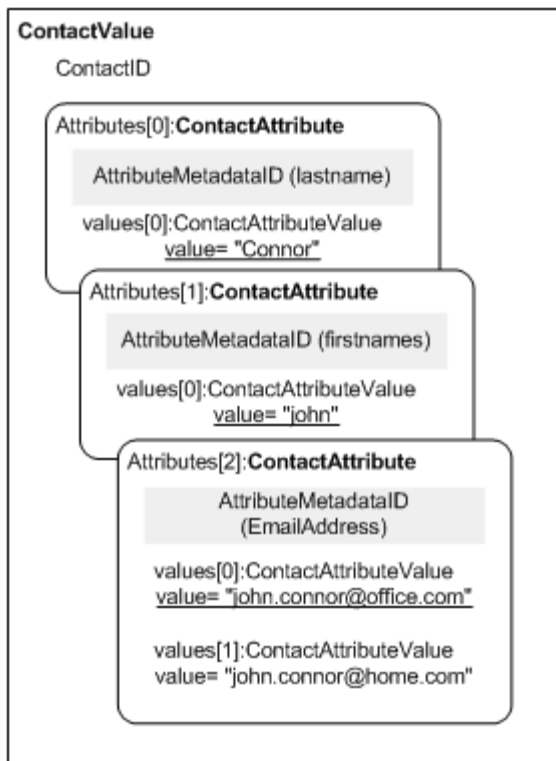 ContactValue
ContactID
Attributes[0]:ContactAttribute
AttributeMetadataID (lastname)
values[0]:ContactAttributeValue
value= "Connor"
Attributes[1]:ContactAttribute
AttributeMetadataID (firstnames)
values[0]:ContactAttributeValue
value= "john"
Attributes[2]:ContactAttribute
AttributeMetadataID
(EmailAddress)
values[0]:ContactAttributeValue
value= "john.connor@office.com"
values[1]:ContactAttributeValue
value= "john.connor@home.com"